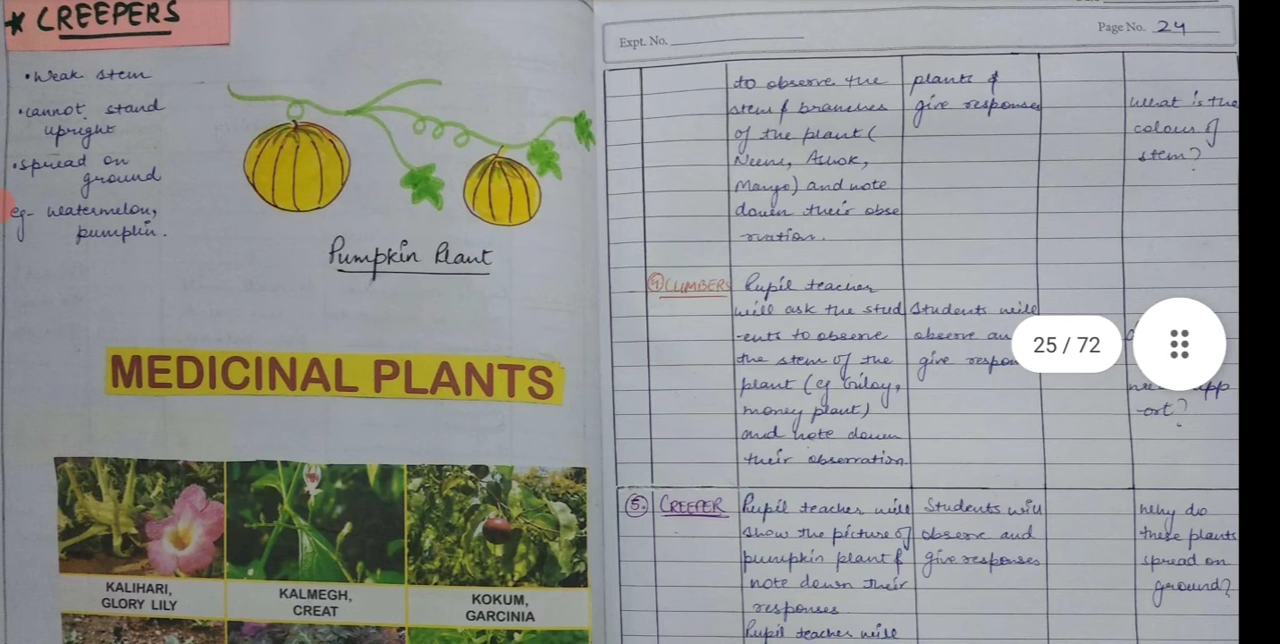 ★ CREEPERS
• Weak stem
• cannot stand
upright
• spread on
ground
eg- watermelon,
pumpkin.
Pumpkin Plant
MEDICINAL PLANTS
KALIHARI,
GLORY LILY
KALMEGH,
CREAT
KOKUM,
GARCINIA
Expt. No.
Page No. 24
to observe the
stem & branches
of the plant (
Neem, Ashok,
Mango) and note
down their obse
rvation.
plants &
give responses
What is the
colour of
stem?
④ CLIMBERS
Pupil teacher
will ask the stud
-ents to observe
the stem of the
plant (eg Giloy,
money plant)
and note down
their observation.
Students will
observe
give
-ort?
25 / 72
⑤. CREEPER
Pupil teacher will
show the picture of
pumpkin plant &
note down their
responses
Pupil teacher will
Students will
observe and
give responses
Why do
these plants
spread on
ground?